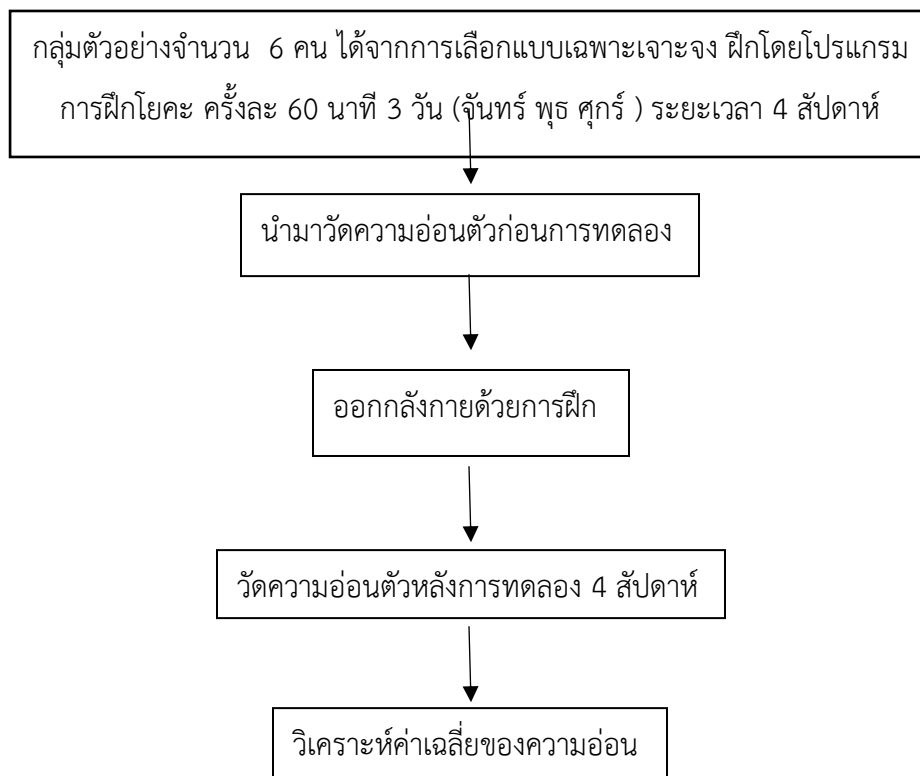 กลุ่มตัวอย่างจำนวน  6 คน ได้จากการเลือกแบบเฉพาะเจาะจง ฝึกโดยโปรแกรม
การฝึกโยคะ ครั้งละ 60 นาที 3 วัน (จันทร์ พุธ ศุกร์ ) ระยะเวลา 4 สัปดาห์
นำมาวัดความอ่อนตัวก่อนการทดลอง
ออกกลังกายด้วยการฝึก
วัดความอ่อนตัวหลังการทดลอง 4 สัปดาห์
วิเคราะห์ค่าเฉลี่ยของความอ่อน